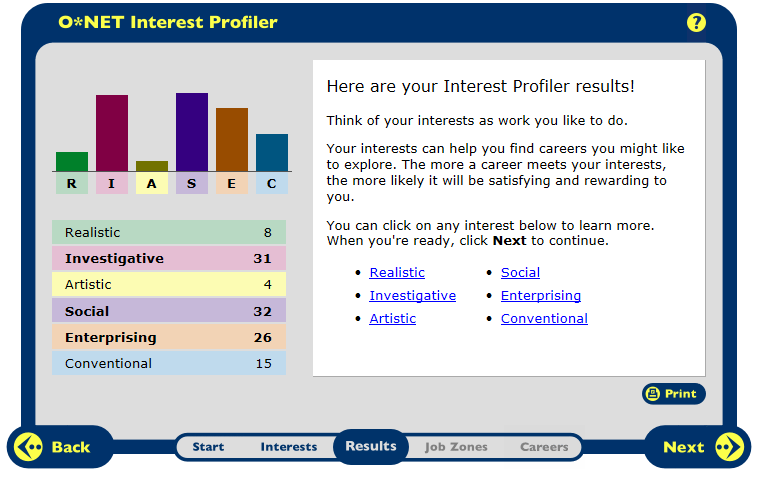 O*NET Interest Profiler
?
R I A S E C
Realistic 8
Investigative 31
Artistic 4
Social 32
Enterprising 26
Conventional 15
Here are your Interest Profiler results!
Think of your interests as work you like to do.
Your interests can help you find careers you might like
to explore. The more a career meets your interests,
the more likely it will be satisfying and rewarding to
you.
You can click on any interest below to learn more.
When you're ready, click Next to continue.
• Realistic
• Investigative
• Artistic
• Social
• Enterprising
• Conventional
Print
Back
Start Interests Results Job Zones Careers
Next